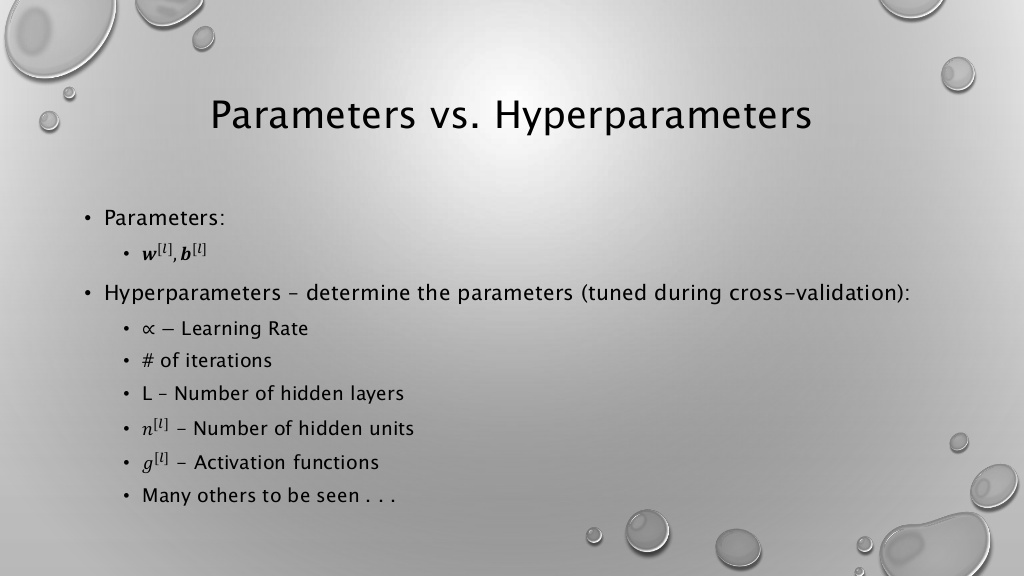 Parameters vs. Hyperparameters
• Parameters:
• w^[l], b^[l]
• Hyperparameters – determine the parameters (tuned during cross-validation):
• ∝ – Learning Rate
• # of iterations
• L – Number of hidden layers
• n^[l] – Number of hidden units
• g^[l] – Activation functions
• Many others to be seen . . .